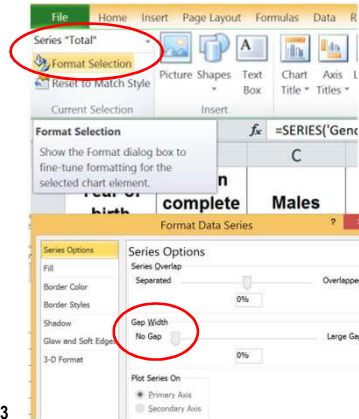 File Home Insert Page Layout Formulas Data R
Series "Total"
Format Selection
Reset to Match Style
Picture Shapes Text Box Chart Title Axis Titles L
Current Selection Insert
Format Selection
fx =SERIES('Gend
Show the Format dialog box to
fine-tune formatting for the
selected chart element.
C
n
Year of
birth
complete
Males
Format Data Series ?
Series Options
Fill
Border Color
Border Styles
Shadow
Glow and Soft Edges
3-D Format
Series Options
Series Overlap
Separated Overlapped
0%
Gap Width
No Gap Large Gap
0%
Plot Series On
Primary Axis
Secondary Axis
3